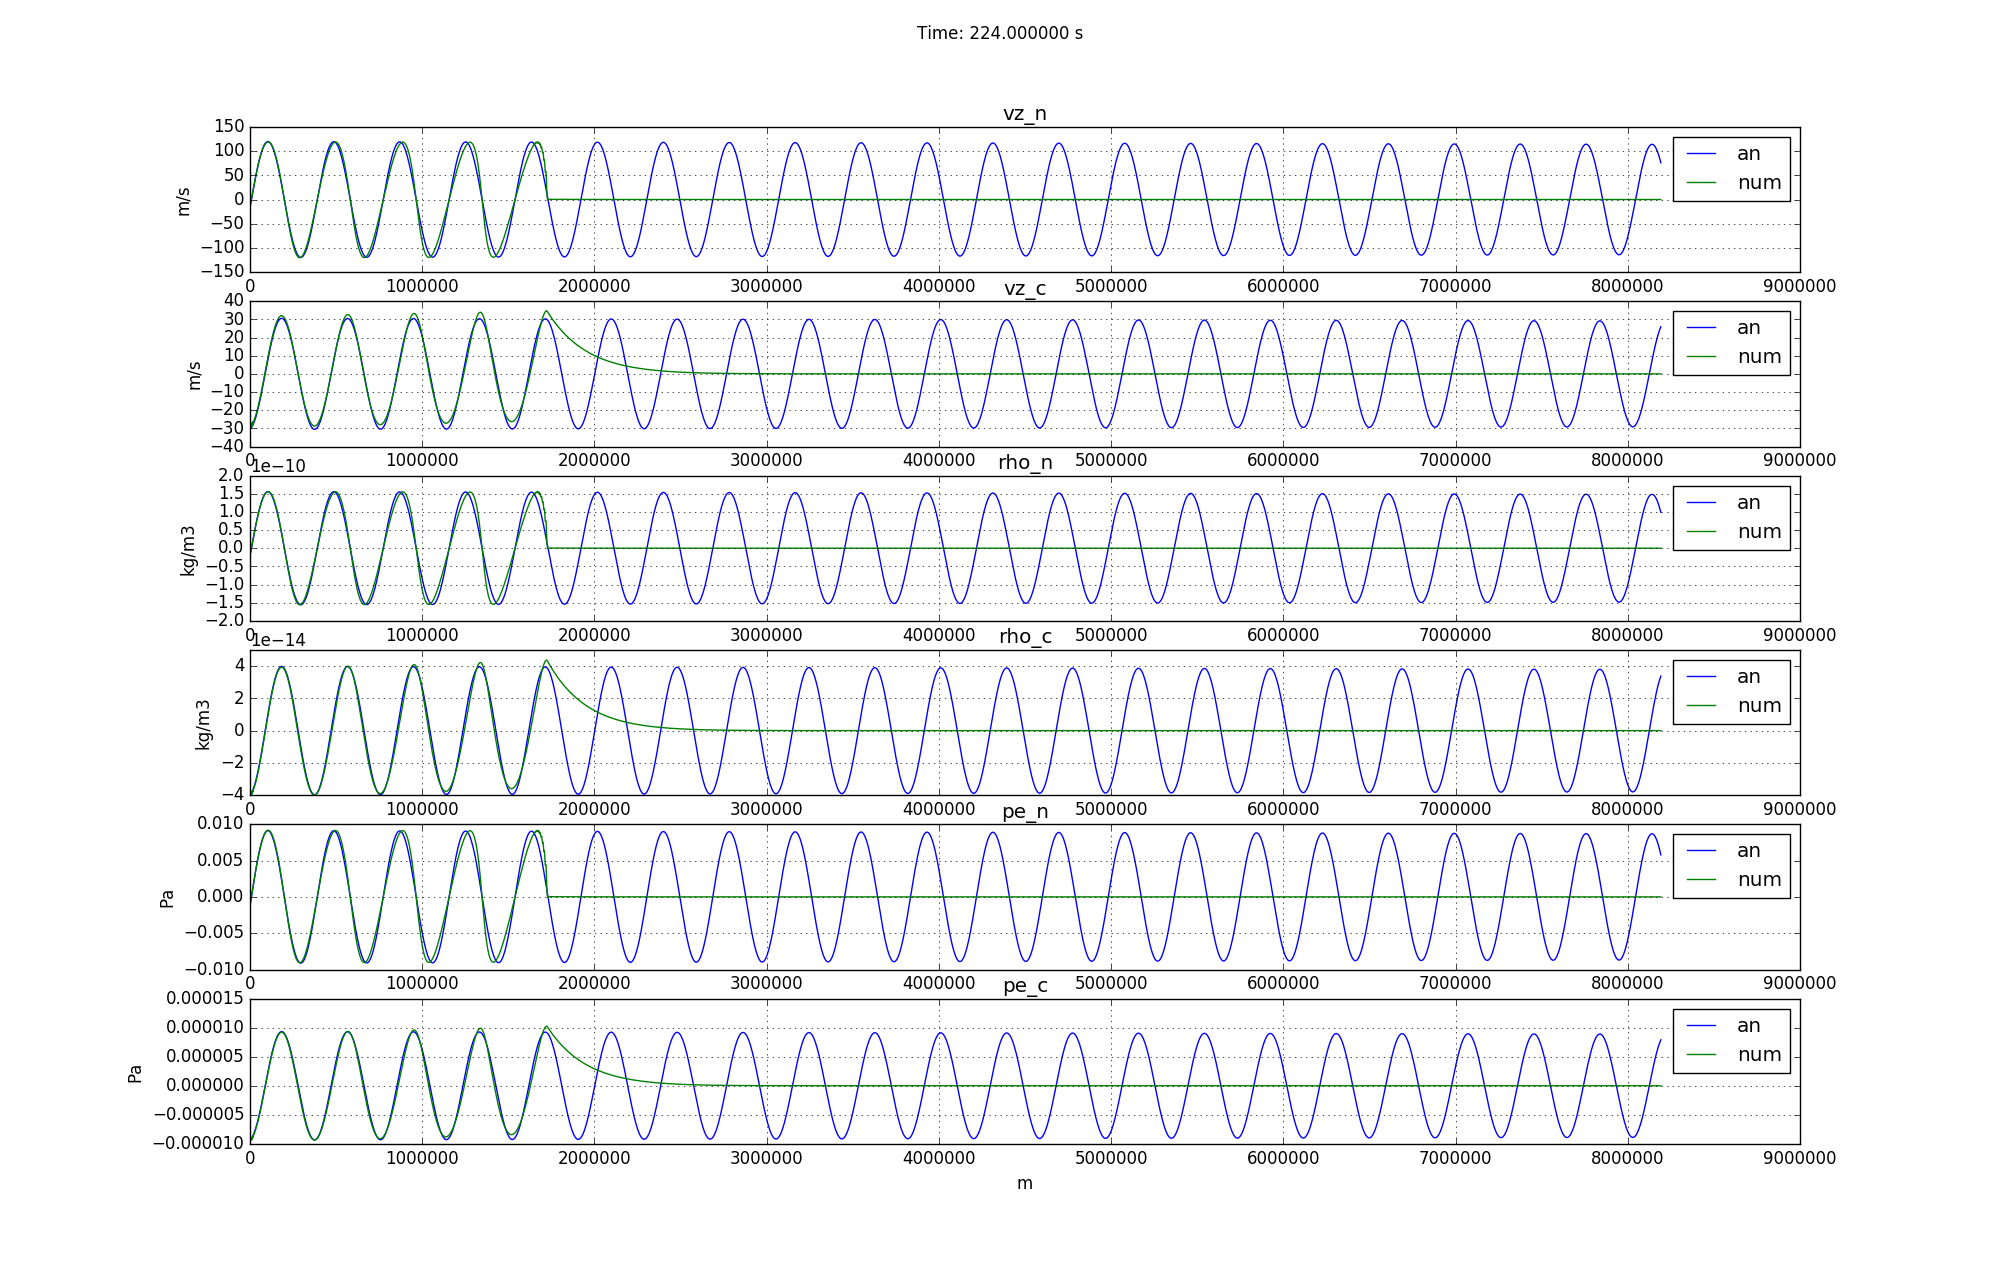 Time: 224.000000 s
vz_n
150
100
50
0
−50
−100
−150
m/s
an
num
0 1000000 2000000 3000000 4000000 5000000 6000000 7000000 8000000 9000000
vz_c
40
30
20
10
0
−10
−20
−30
−40
m/s
an
num
0 1000000 2000000 3000000 4000000 5000000 6000000 7000000 8000000 9000000
1e−10
rho_n
2.0
1.5
1.0
0.5
0.0
−0.5
−1.0
−1.5
−2.0
kg/m3
an
num
0 1000000 2000000 3000000 4000000 5000000 6000000 7000000 8000000 9000000
1e−14
rho_c
4
2
0
−2
−4
kg/m3
an
num
0 1000000 2000000 3000000 4000000 5000000 6000000 7000000 8000000 9000000
pe_n
0.010
0.005
0.000
−0.005
−0.010
Pa
an
num
0 1000000 2000000 3000000 4000000 5000000 6000000 7000000 8000000 9000000
pe_c
0.000015
0.000010
0.000005
0.000000
−0.000005
−0.000010
Pa
an
num
0 1000000 2000000 3000000 4000000 5000000 6000000 7000000 8000000 9000000
m